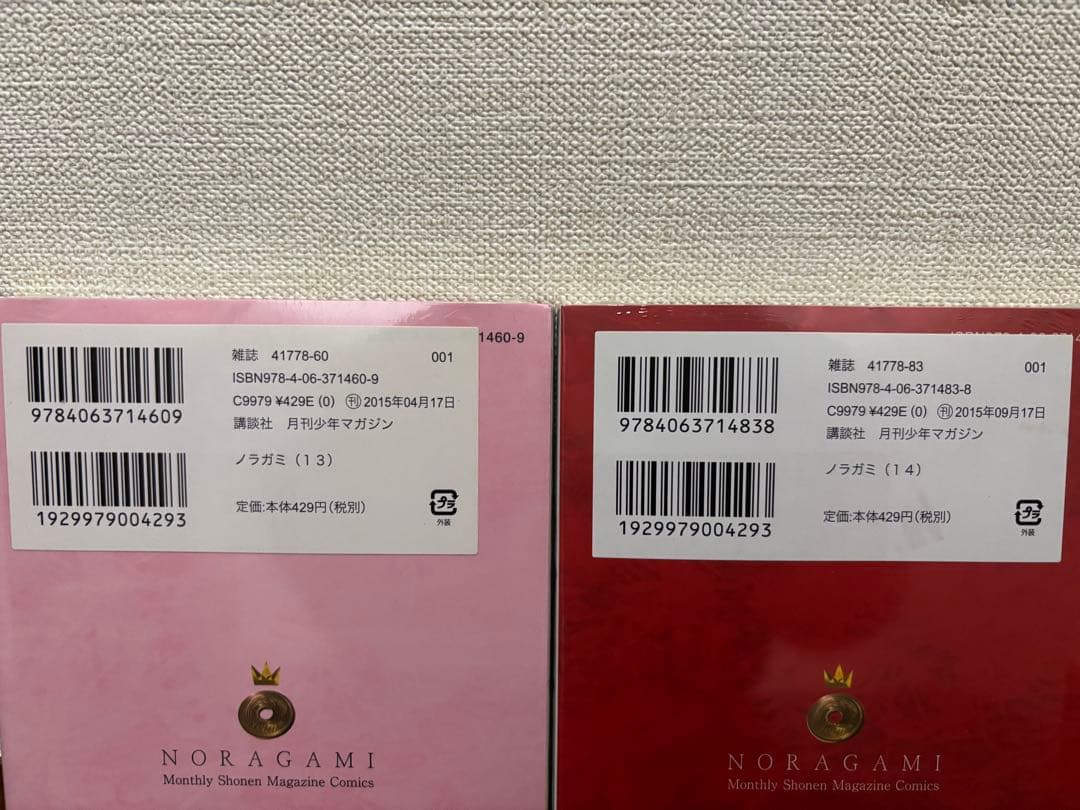 1460-9
雑誌 41778-60 001
ISBN978-4-06-371460-9
C9979 ¥429E (0) ㊗2015年04月17日
講談社 月刊少年マガジン
9784063714609
ノラガミ（１３）
定価:本体429円(税別)
プラ
外装
1929979004293
NORAGAMI
Monthly Shonen Magazine Comics
雑誌 41778-83 001
ISBN978-4-06-371483-8
C9979 ¥429E (0) 刊 2015年09月17日
講談社 月刊少年マガジン
9784063714838
ノラガミ（１４）
定価:本体429円(税別)
プラ
外装
1929979004293
NORAGAMI
Monthly Shonen Magazine Comics